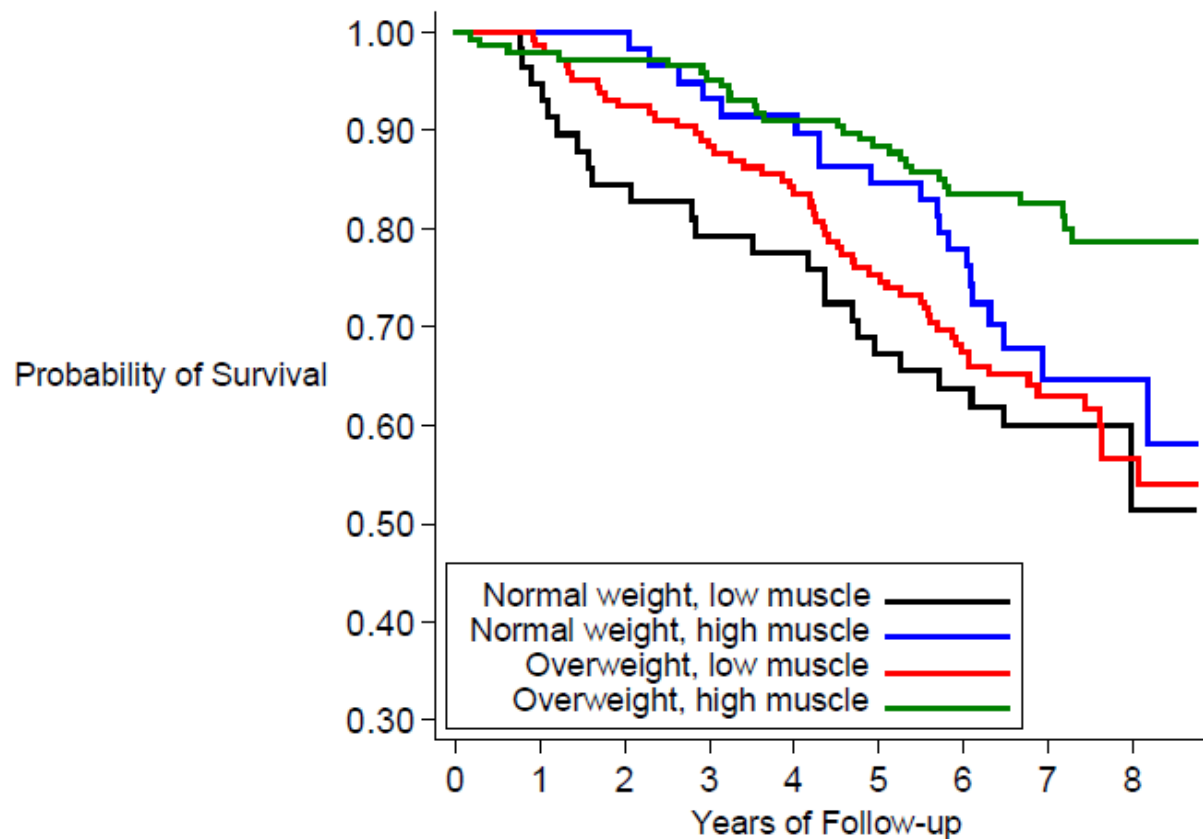 1.00
0.90
0.80
0.70
Probability of Survival
0.60
0.50
0.40
0.30
Normal weight, low muscle
Normal weight, high muscle
Overweight, low muscle
Overweight, high muscle
0 1 2 3 4 5 6 7 8
Years of Follow-up